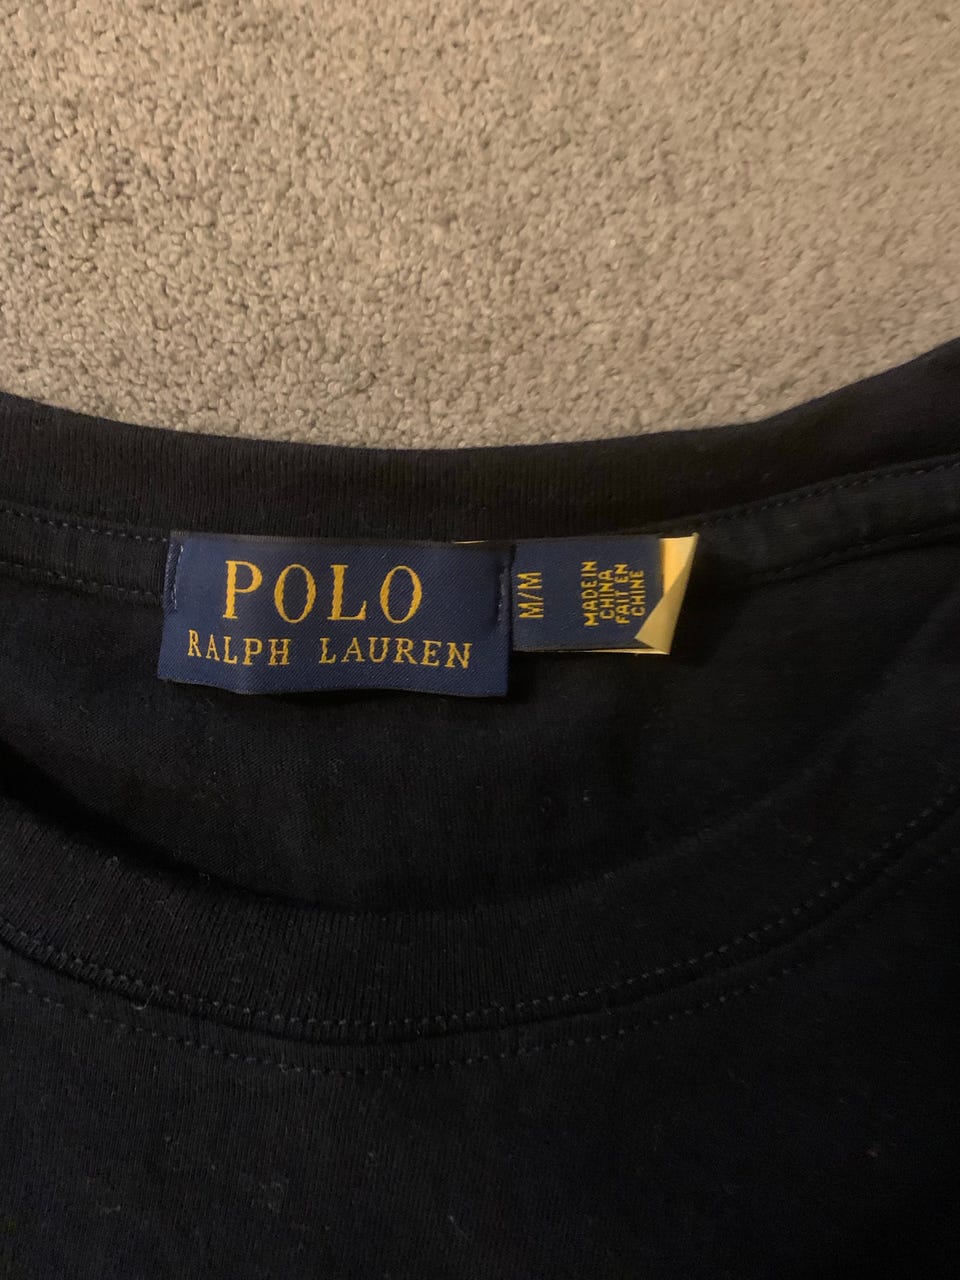 POLO
RALPH LAUREN
M/M
MADE IN
CHINA
FAIT EN
CHINE